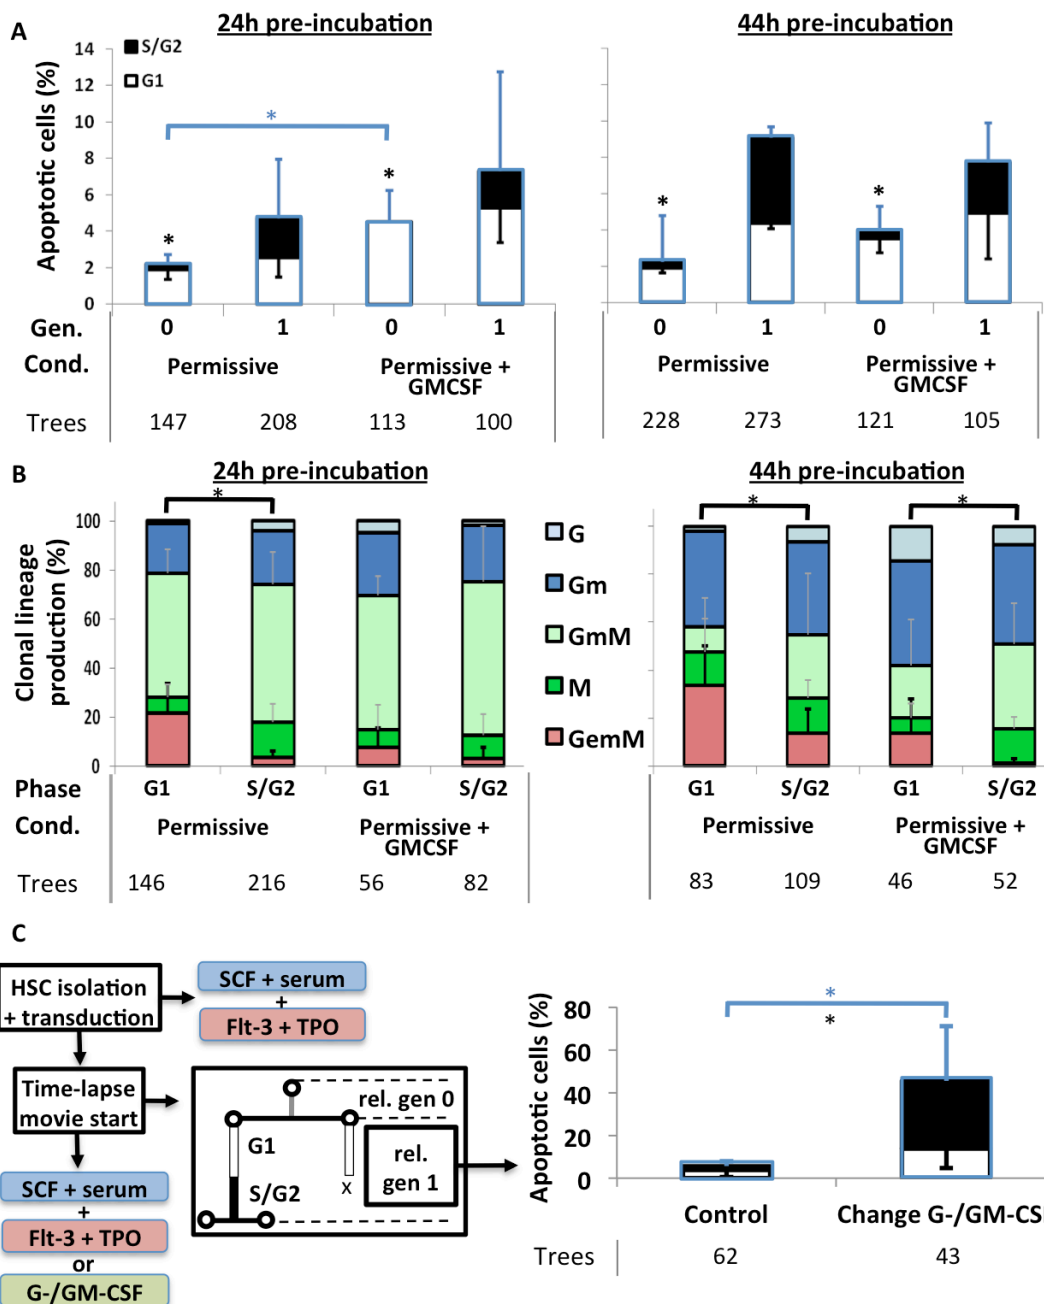 A
24h pre-incubation
44h pre-incubation
Apoptotic cells (%)
14
12
10
8
6
4
2
0
S/G2
G1
*
*
*
*
*
Gen.
0
1
0
1
0
1
0
1
Cond.
Permissive
Permissive +
GMCSF
Permissive
Permissive +
GMCSF
Trees
147
208
113
100
228
273
121
105
B
24h pre-incubation
44h pre-incubation
Clonal lineage
production (%)
100
80
60
40
20
0
*
*
*
G
Gm
GmM
M
GemM
Phase
G1
S/G2
G1
S/G2
G1
S/G2
G1
S/G2
Cond.
Permissive
Permissive +
GMCSF
Permissive
Permissive +
GMCSF
Trees
146
216
56
82
83
109
46
52
C
HSC isolation
+ transduction
SCF + serum
+
Flt-3 + TPO
Time-lapse
movie start
SCF + serum
+
Flt-3 + TPO
or
G-/GM-CSF
rel. gen 0
G1
S/G2
x
rel.
gen 1
Apoptotic cells (%)
80
60
40
20
0
*
*
Control
Change G-/GM-CS
Trees
62
43